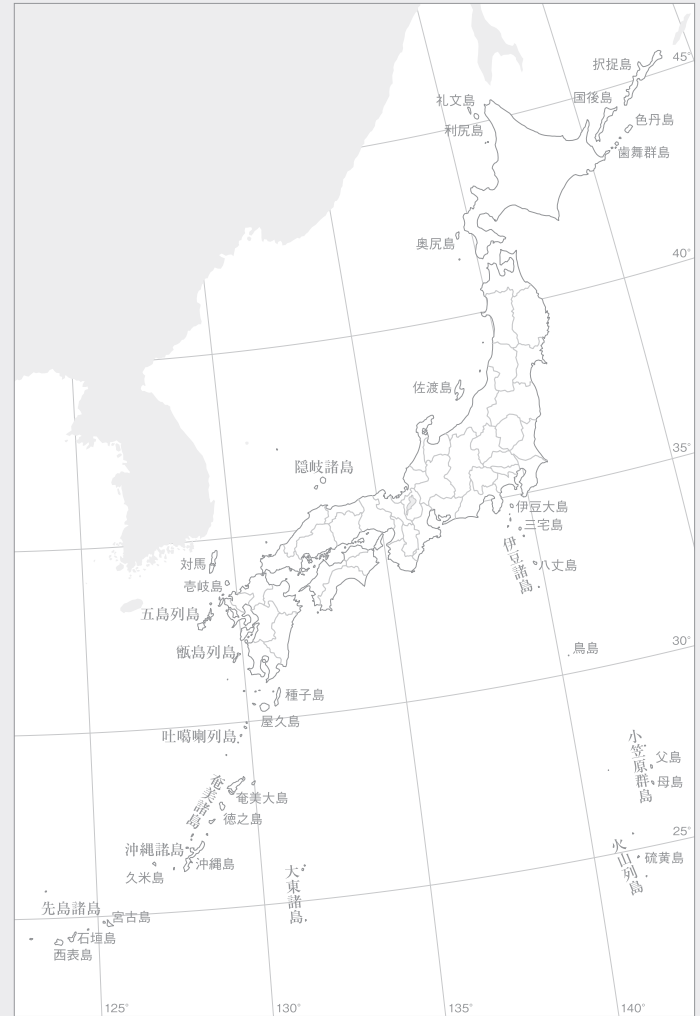 45°
択捉島
国後島
礼文島
色丹島
利尻島
歯舞群島
奥尻島
40°
佐渡島
35°
隠岐諸島
伊豆大島
三宅島
伊豆諸島
対馬
八丈島
壱岐島
五島列島
30°
鳥島
甑島列島
種子島
屋久島
吐噶喇列島
小笠原群島
父島
母島
奄美諸島
奄美大島
徳之島
25°
火山列島
硫黄島
沖縄諸島
沖縄島
久米島
大東諸島
先島諸島
宮古島
石垣島
西表島
125°
130°
135°
140°